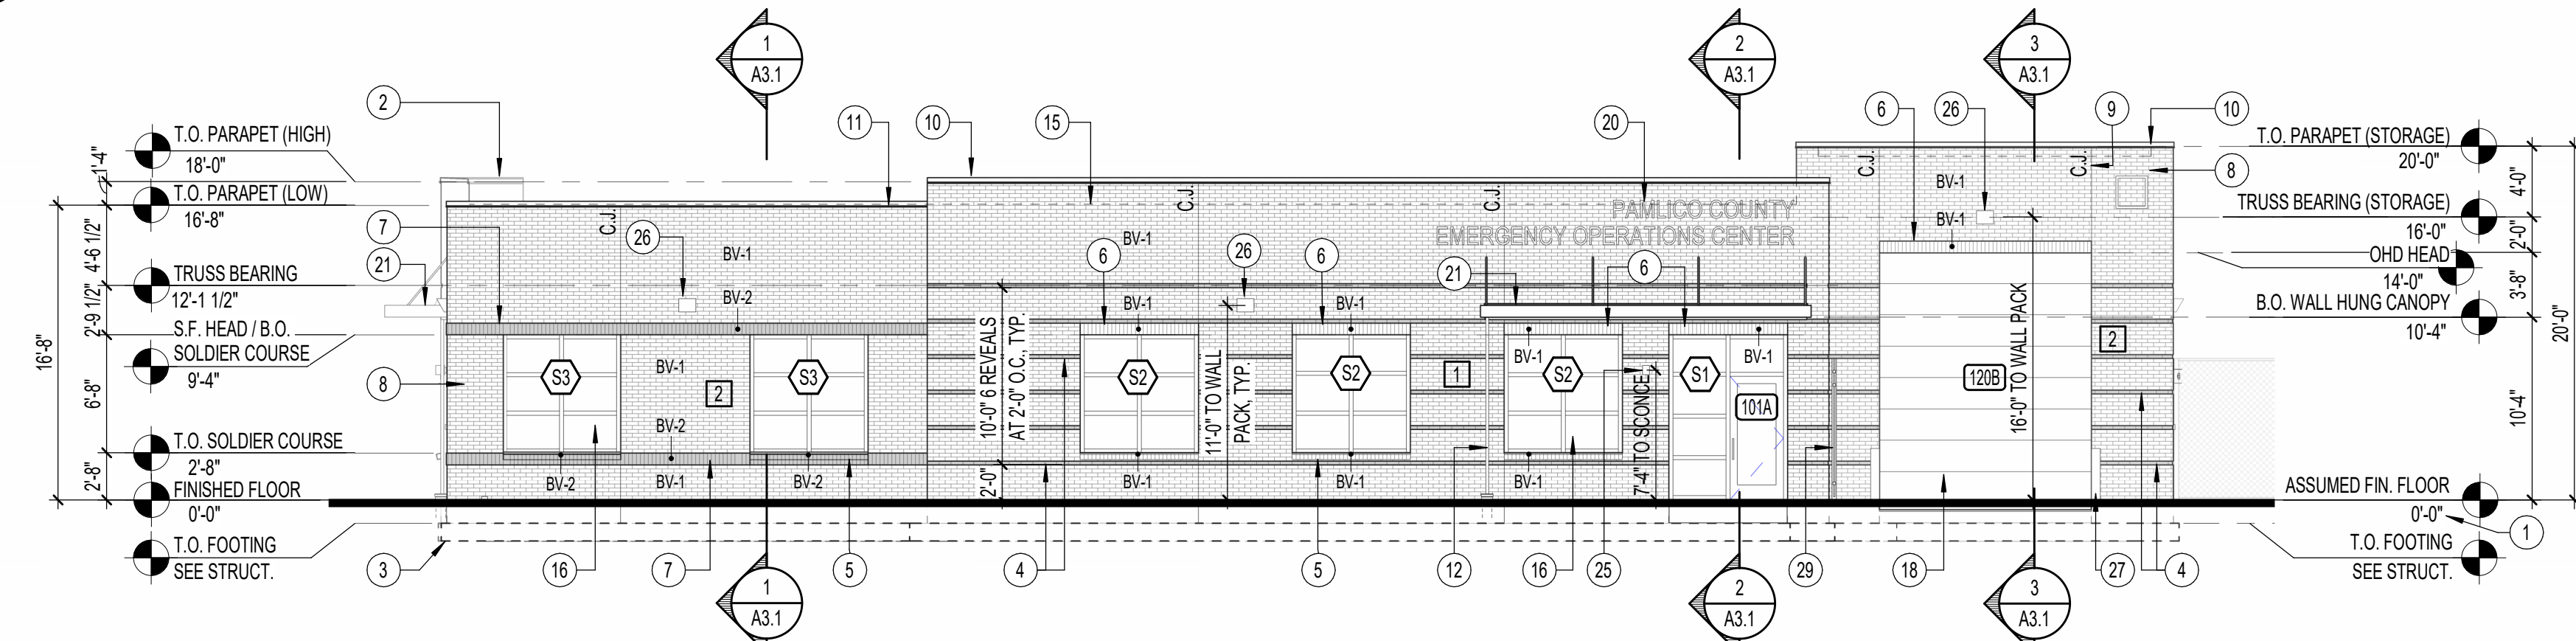 1
A3.1
2
A3.1
3
A3.1
2
11
10
15
20
6
26
9
10
T.O. PARAPET (HIGH)
18'-0"
1'-4"
T.O. PARAPET (LOW)
16'-8"
7
21
4'-6 1/2"
TRUSS BEARING
12'-1 1/2"
2'-9 1/2"
S.F. HEAD / B.O.
SOLDIER COURSE
9'-4"
16'-8"
8
6'-8"
T.O. SOLDIER COURSE
2'-8"
2'-8"
FINISHED FLOOR
0'-0"
T.O. FOOTING
SEE STRUCT.
C.J.
26
BV-1
BV-2
S3
BV-1
2
S3
BV-2
BV-2
BV-1
BV-2
C.J.
C.J.
BV-1
PAMLICO COUNTY
EMERGENCY OPERATIONS CENTER
6
26
6
21
6
BV-1
BV-1
10'-0" 6 REVEALS
AT 2'-0" O.C., TYP.
2'-0"
S2
11'-0" TO WALL
PACK, TYP.
S2
1
BV-1
S2
7'-4" TO SCONCE
S1
BV-1
101A
BV-1
BV-1
BV-1
C.J.
C.J.
BV-1
BV-1
8
120B
16'-0" TO WALL PACK
2
T.O. PARAPET (STORAGE)
20'-0"
4'-0"
TRUSS BEARING (STORAGE)
16'-0"
2'-0"
OHD HEAD
14'-0"
3'-8"
B.O. WALL HUNG CANOPY
10'-4"
20'-0"
10'-4"
ASSUMED FIN. FLOOR
0'-0"
1
T.O. FOOTING
SEE STRUCT.
3
16
7
5
4
5
12
16
25
29
18
27
4
1
A3.1
2
A3.1
3
A3.1